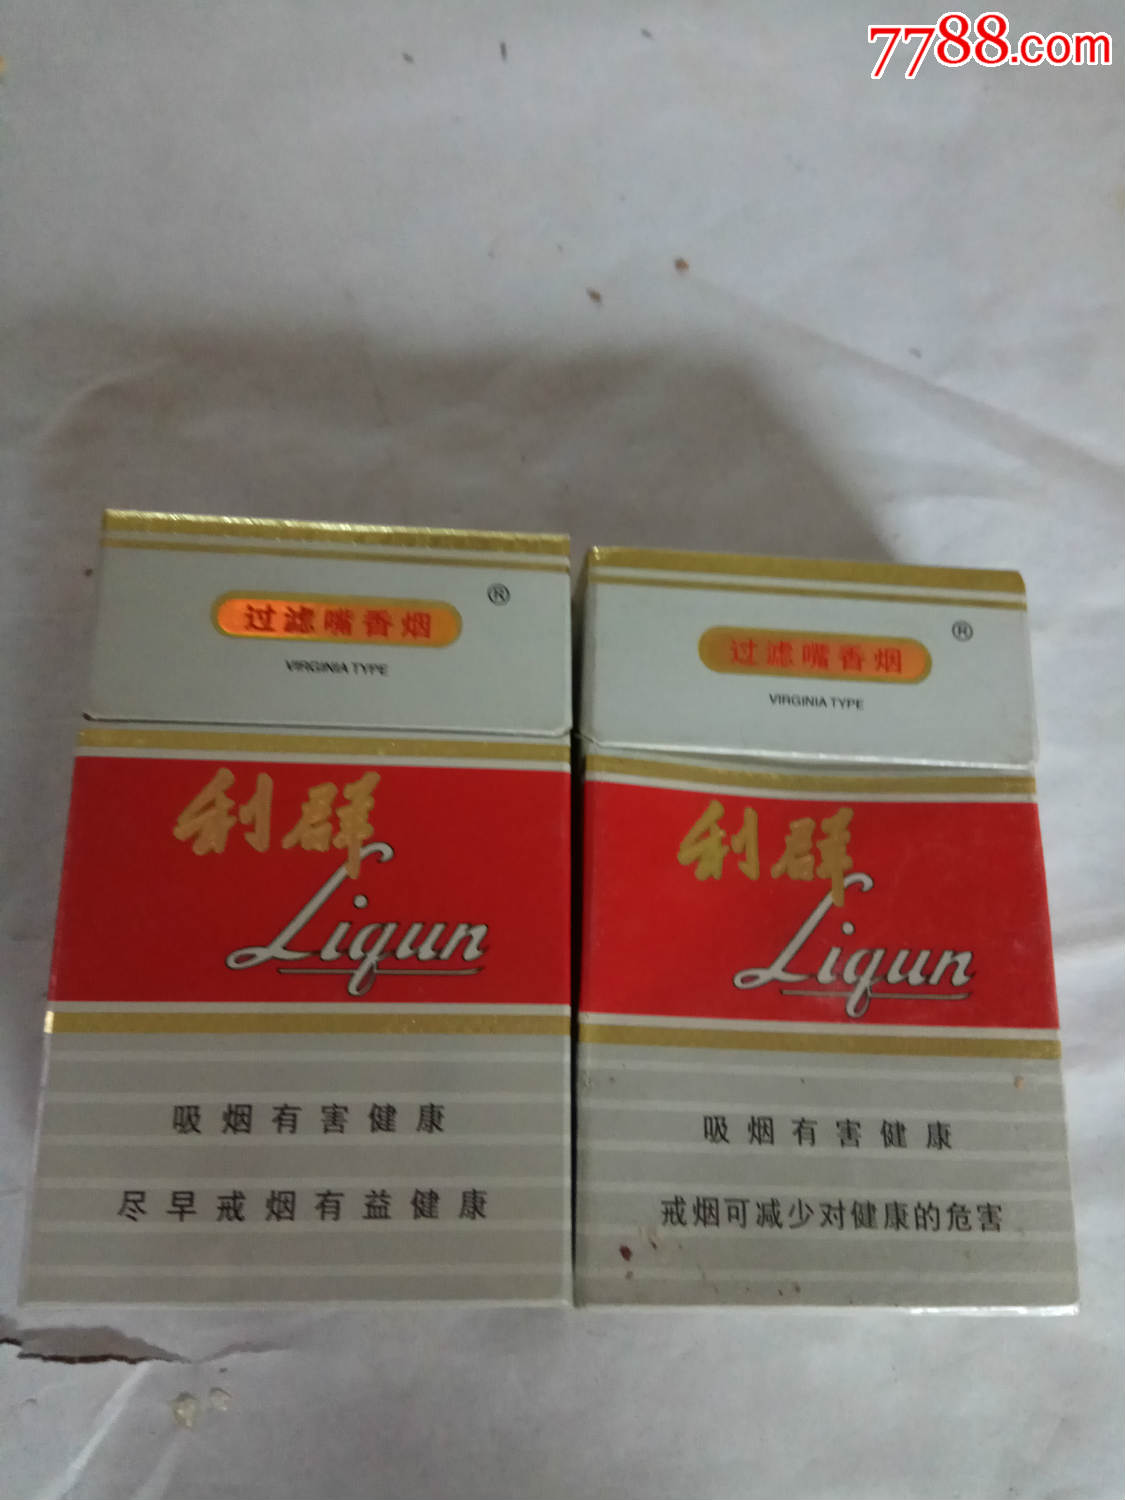 7788.com
过滤嘴香烟 ®
VIRGINIA TYPE
利群
Liqun
吸烟有害健康
尽早戒烟有益健康
过滤嘴香烟 ®
VIRGINIA TYPE
利群
Liqun
吸烟有害健康
戒烟可减少对健康的危害